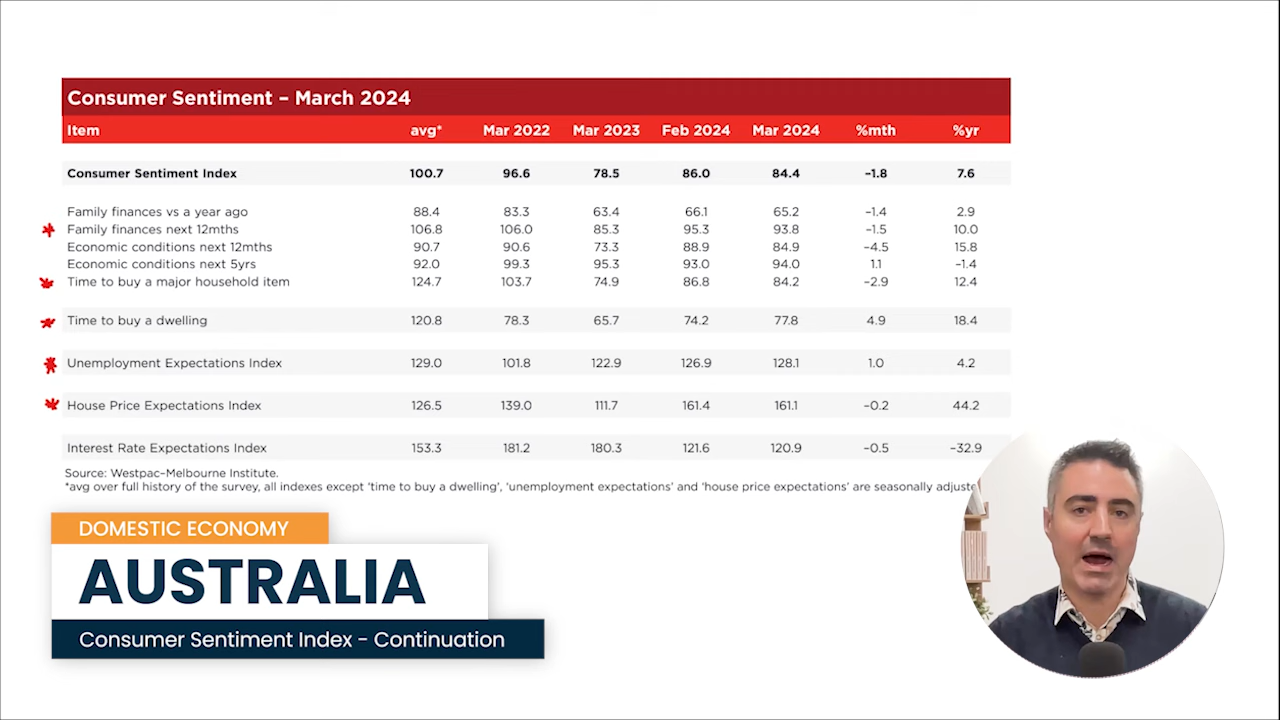 Consumer Sentiment – March 2024
Item avg* Mar 2022 Mar 2023 Feb 2024 Mar 2024 %mth %yr
Consumer Sentiment Index 100.7 96.6 78.5 86.0 84.4 –1.8 7.6
Family finances vs a year ago 88.4 83.3 63.4 66.1 65.2 –1.4 2.9
Family finances next 12mths 106.8 106.0 85.3 95.3 93.8 –1.5 10.0
Economic conditions next 12mths 90.7 90.6 73.3 88.9 84.9 –4.5 15.8
Economic conditions next 5yrs 92.0 99.3 95.3 93.0 94.0 1.1 –1.4
Time to buy a major household item 124.7 103.7 74.9 86.8 84.2 –2.9 12.4
Time to buy a dwelling 120.8 78.3 65.7 74.2 77.8 4.9 18.4
Unemployment Expectations Index 129.0 101.8 122.9 126.9 128.1 1.0 4.2
House Price Expectations Index 126.5 139.0 111.7 161.4 161.1 –0.2 44.2
Interest Rate Expectations Index 153.3 181.2 180.3 121.6 120.9 –0.5 –32.9
Source: Westpac–Melbourne Institute.
*avg over full history of the survey, all indexes except ‘time to buy a dwelling’, ‘unemployment expectations’ and ‘house price expectations’ are seasonally
DOMESTIC ECONOMY
AUSTRALIA
Consumer Sentiment Index - Continuation